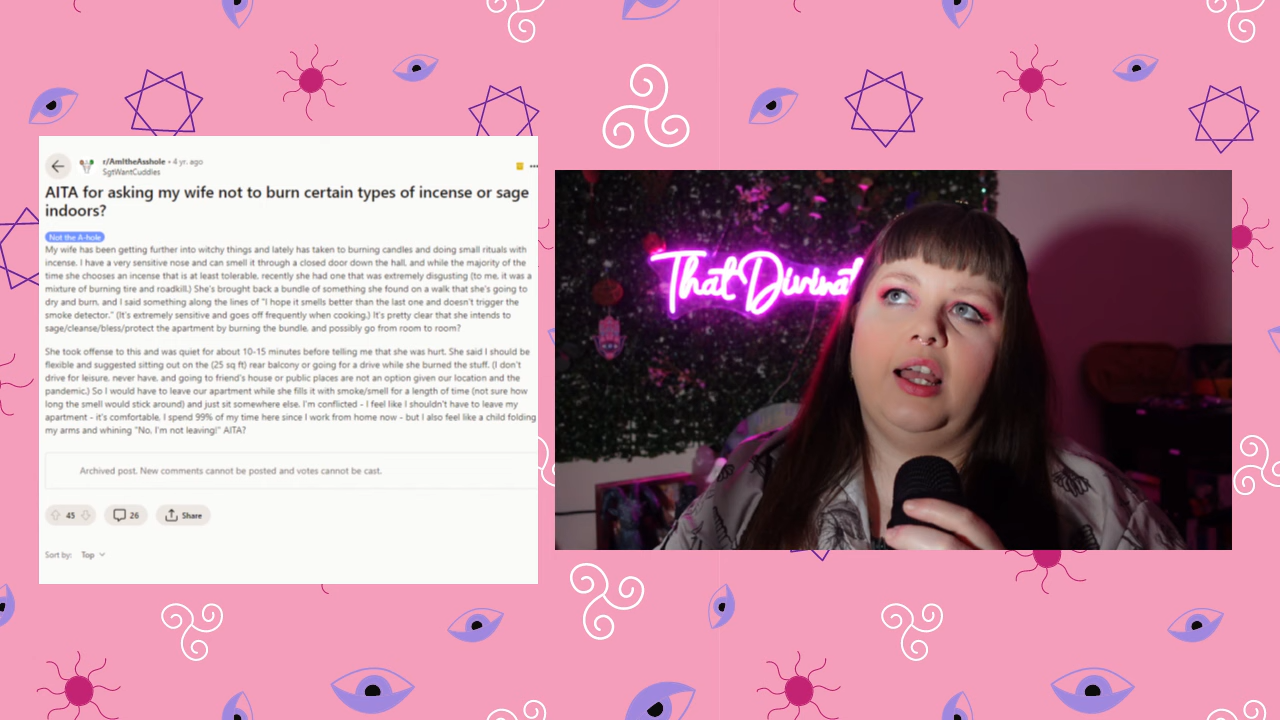 r/AmItheAsshole • 4 yr. ago
SgtWantCuddles
AITA for asking my wife not to burn certain types of incense or sage
indoors?
Not the A-hole
My wife has been getting further into witchy things and lately has taken to burning candles and doing small rituals with
incense. I have a very sensitive nose and can smell it through a closed door down the hall, and while the majority of the
time she chooses an incense that is at least tolerable, recently she had one that was extremely disgusting (to me, it was a
mixture of burning tire and roadkill.) She's brought back a bundle of something she found on a walk that she's going to
dry and burn, and I said something along the lines of "I hope it smells better than the last one and doesn't trigger the
smoke detector." (It's extremely sensitive and goes off frequently when cooking.) It's pretty clear that she intends to
sage/cleanse/bless/protect the apartment by burning the bundle, and possibly go from room to room?
She took offense to this and was quiet for about 10-15 minutes before telling me that she was hurt. She said I should be
flexible and suggested sitting out on the (25 sq ft) rear balcony or going for a drive while she burned the stuff. (I don't
drive for leisure, never have, and going to friend's house or public places are not an option given our location and the
pandemic.) So I would have to leave our apartment while she fills it with smoke/smell for a length of time (not sure how
long the smell would stick around) and just sit somewhere else. I'm conflicted - I feel like I shouldn't have to leave my
apartment - it's comfortable, I spend 99% of my time here since I work from home now - but I also feel like a child folding
my arms and whining "No, I'm not leaving!" AITA?
Archived post. New comments cannot be posted and votes cannot be cast.
45 26 Share
Sort by: Top
That Divina